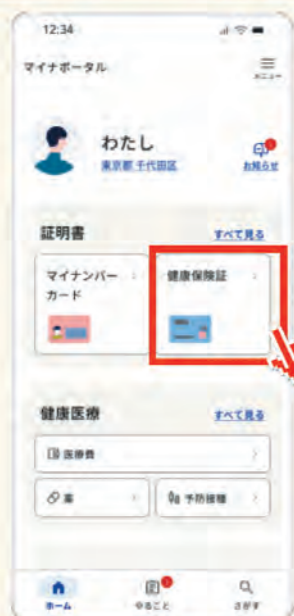 12:34
マイナポータル
メニュー
わたし
東京都 千代田区
お知らせ
証明書
すべて見る
マイナンバー
カード
健康保険証
健康医療
すべて見る
医療費
薬
予防接種
ホーム
やること
さがす